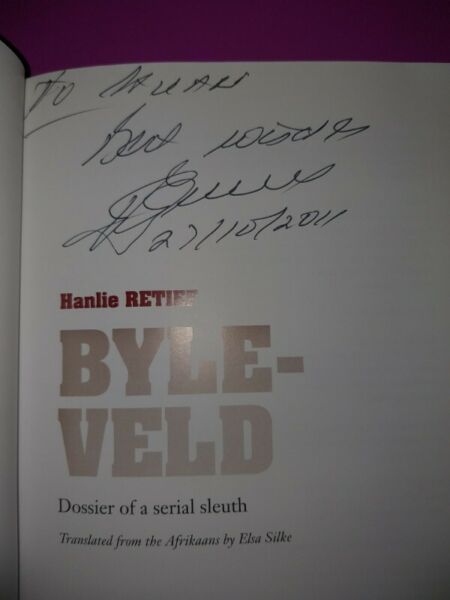 TO
Best wishes
27/10/2011
Hanlie RETIEF
BYLE-
VELD
Dossier of a serial sleuth
Translated from the Afrikaans by Elsa Silke